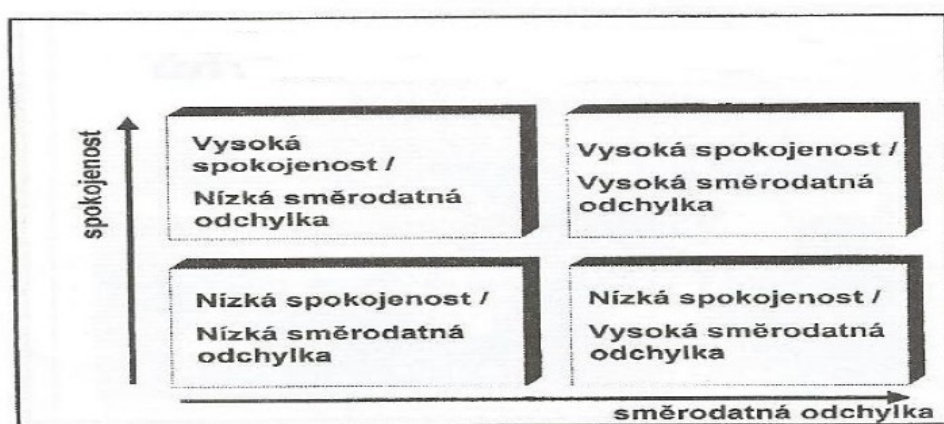 spokojenost
Vysoká
spokojenost /
Nízká směrodatná
odchylka
Vysoká spokojenost /
Vysoká směrodatná
odchylka
Nízká spokojenost /
Nízká směrodatná
odchylka
Nízká spokojenost /
Vysoká směrodatná
odchylka
směrodatná odchylka